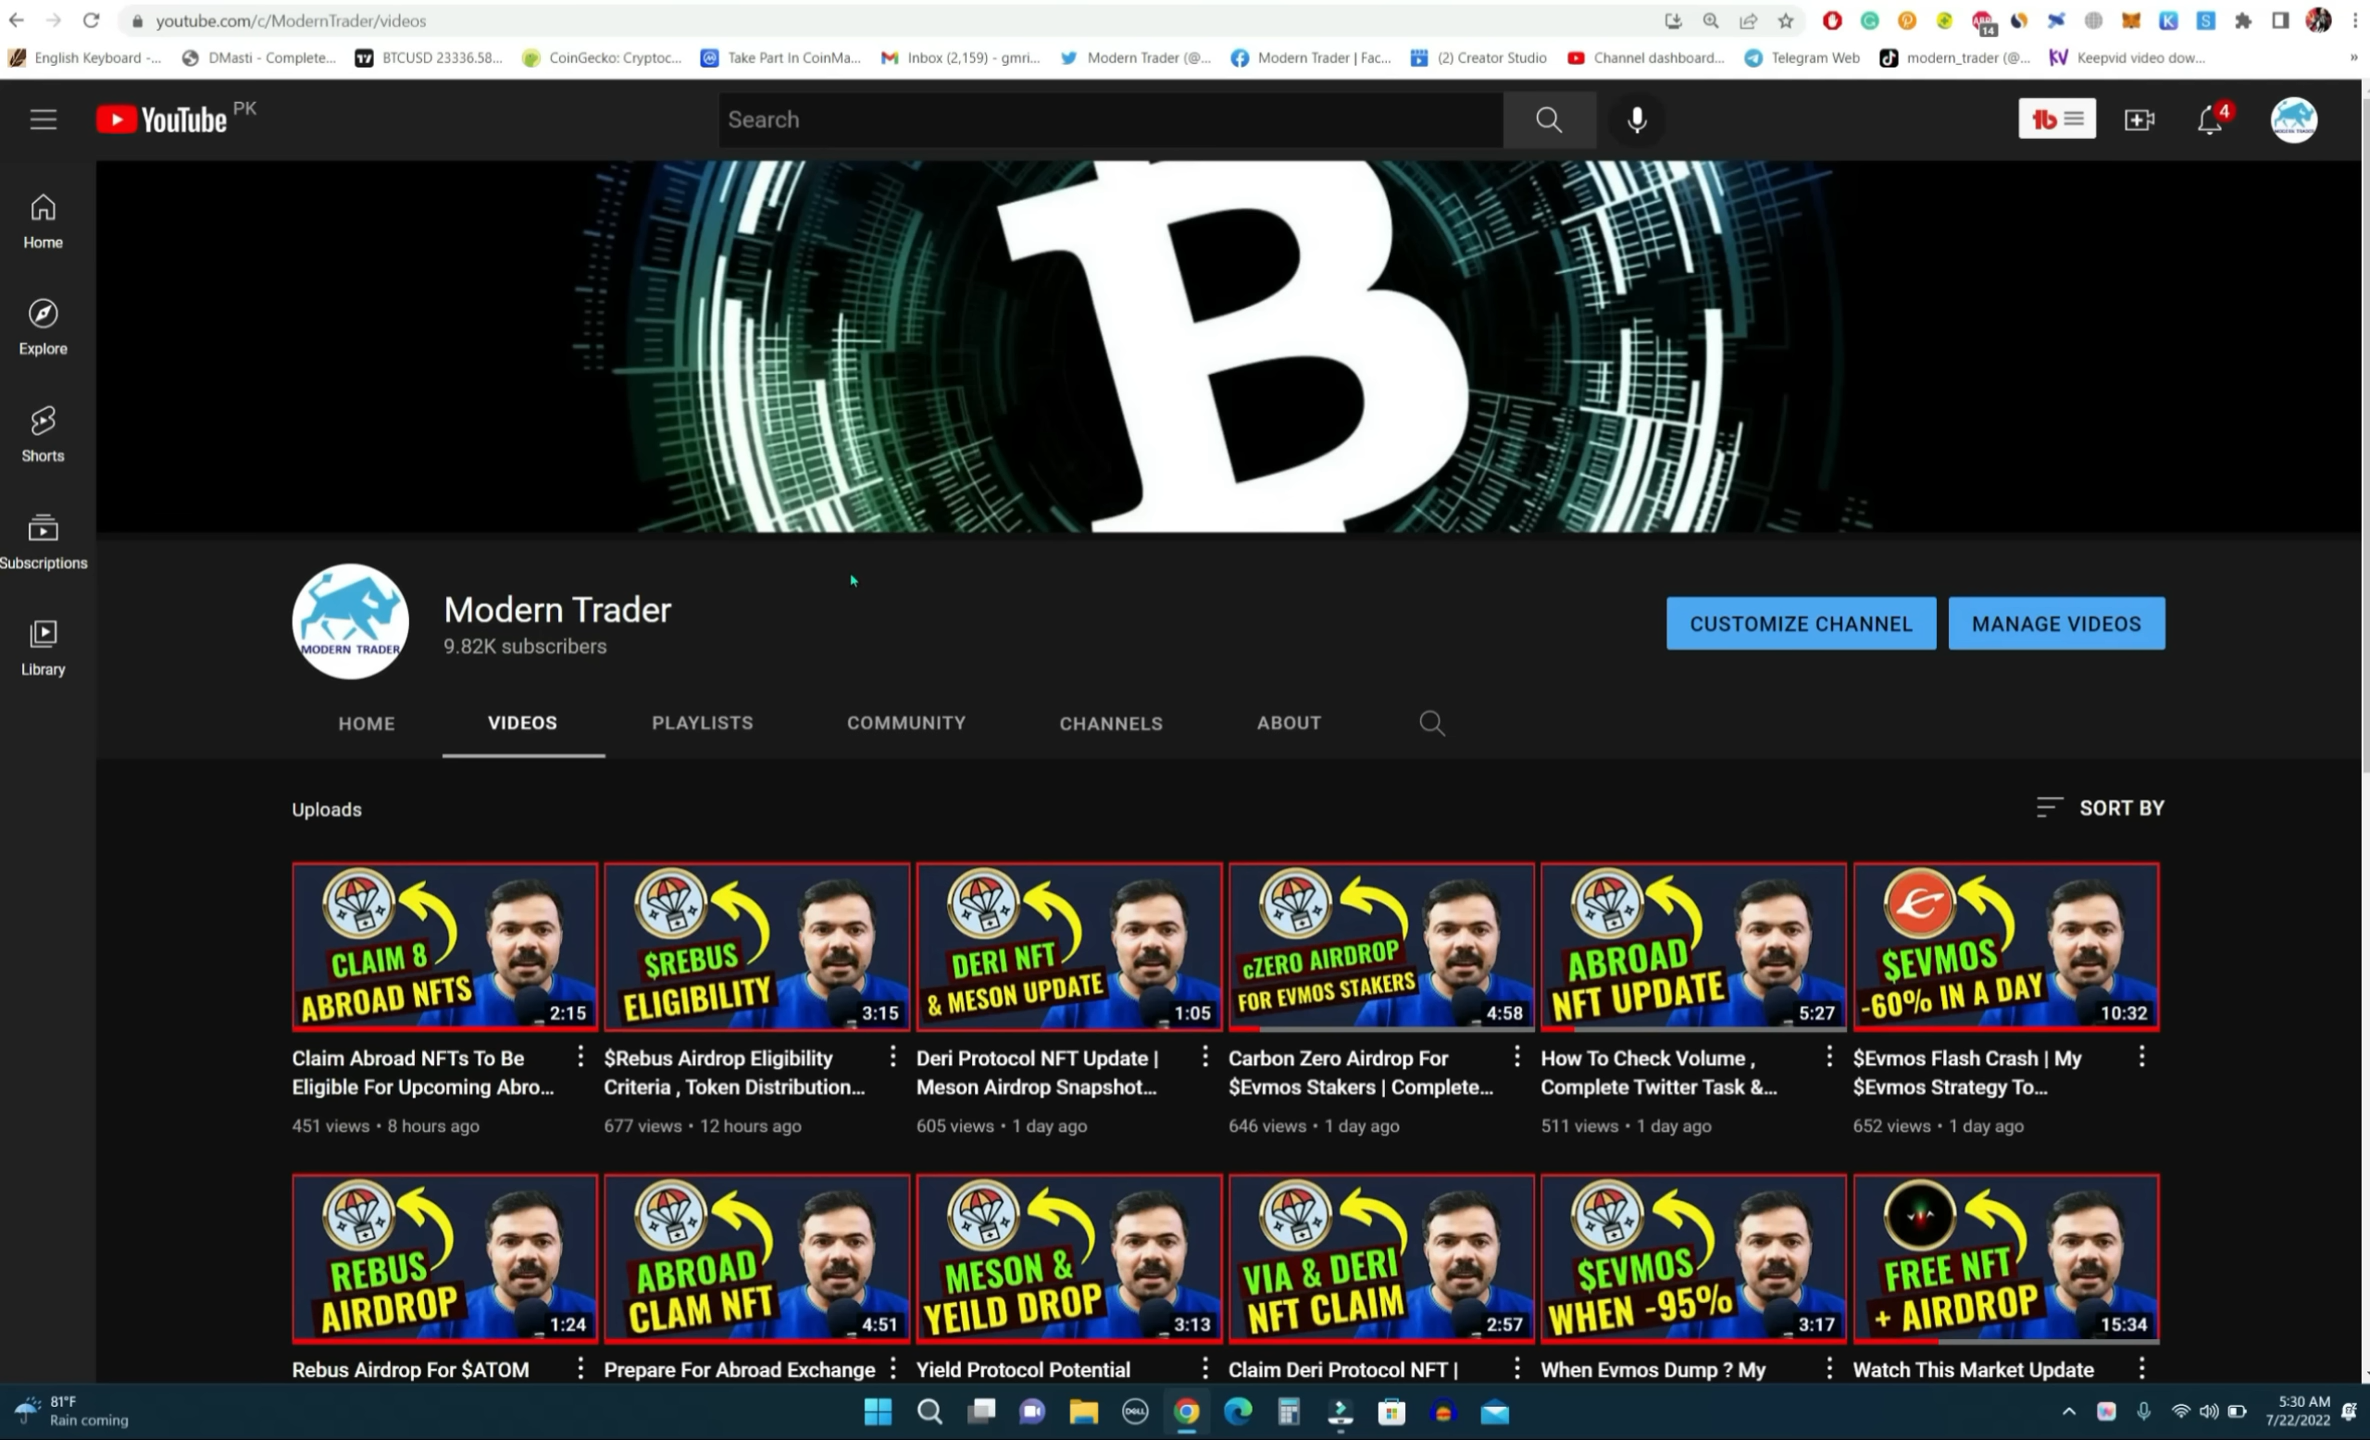 youtube.com/c/ModernTrader/videos
14
English Keyboard -...
DMasti - Complete...
BTCUSD 23336.58...
CoinGecko: Cryptoc...
Take Part In CoinMa...
Inbox (2,159) - gmri...
Modern Trader (@...
Modern Trader | Fac...
(2) Creator Studio
Channel dashboard...
Telegram Web
modern_trader (@...
KV Keepvid video dow...
YouTube PK
Search
tb
4
Home
Explore
Shorts
Subscriptions
Library
B
MODERN TRADER
Modern Trader
9.82K subscribers
CUSTOMIZE CHANNEL
MANAGE VIDEOS
HOME
VIDEOS
PLAYLISTS
COMMUNITY
CHANNELS
ABOUT
Uploads
SORT BY
CLAIM 8
ABROAD NFTS
2:15
$REBUS
ELIGIBILITY
3:15
DERI NFT
& MESON UPDATE
1:05
cZERO AIRDROP
FOR EVMOS STAKERS
4:58
ABROAD
NFT UPDATE
5:27
$EVMOS
-60% IN A DAY
10:32
Claim Abroad NFTs To Be
Eligible For Upcoming Abro...
451 views • 8 hours ago
$Rebus Airdrop Eligibility
Criteria , Token Distribution...
677 views • 12 hours ago
Deri Protocol NFT Update |
Meson Airdrop Snapshot...
605 views • 1 day ago
Carbon Zero Airdrop For
$Evmos Stakers | Complete...
646 views • 1 day ago
How To Check Volume ,
Complete Twitter Task &...
511 views • 1 day ago
$Evmos Flash Crash | My
$Evmos Strategy To...
652 views • 1 day ago
REBUS
AIRDROP
1:24
ABROAD
CLAM NFT
4:51
MESON &
YEILD DROP
3:13
VIA & DERI
NFT CLAIM
2:57
$EVMOS
WHEN -95%
3:17
FREE NFT
+ AIRDROP
15:34
Rebus Airdrop For $ATOM
Prepare For Abroad Exchange
Yield Protocol Potential
Claim Deri Protocol NFT |
When Evmos Dump ? My
Watch This Market Update
81°F
Rain coming
DELL
5:30 AM
7/22/2022